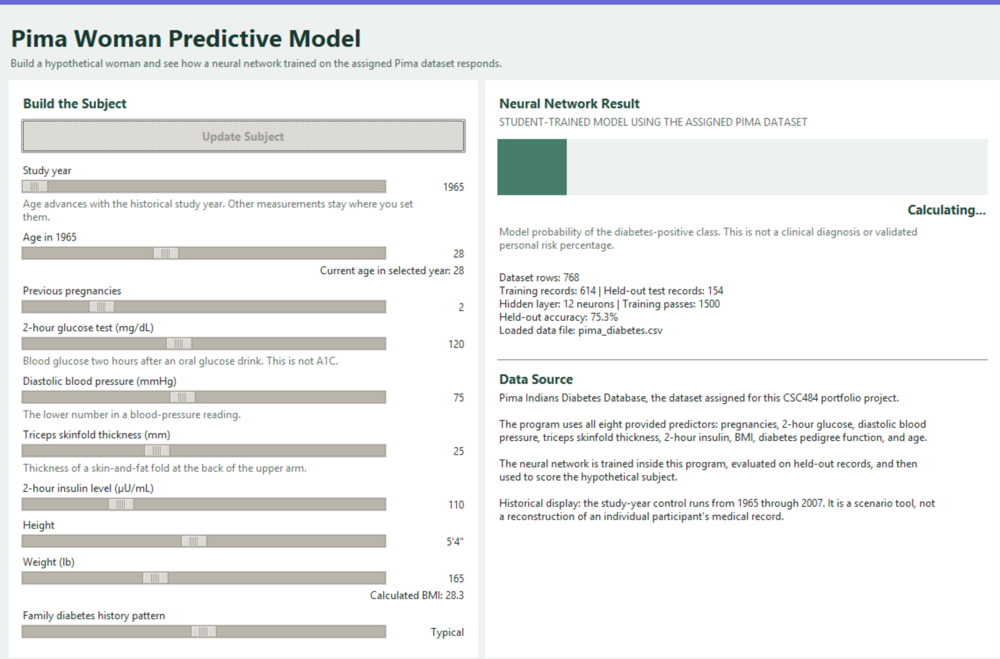 Pima Woman Predictive Model
Build a hypothetical woman and see how a neural network trained on the assigned Pima dataset responds.
Build the Subject
Update Subject
Study year
1965
Age advances with the historical study year. Other measurements stay where you set
them.
Age in 1965
28
Current age in selected year: 28
Previous pregnancies
2
2-hour glucose test (mg/dL)
120
Blood glucose two hours after an oral glucose drink. This is not A1C.
Diastolic blood pressure (mmHg)
75
The lower number in a blood-pressure reading.
Triceps skinfold thickness (mm)
25
Thickness of a skin-and-fat fold at the back of the upper arm.
2-hour insulin level (µU/mL)
110
Height
5'4"
Weight (lb)
165
Calculated BMI: 28.3
Family diabetes history pattern
Typical
Neural Network Result
STUDENT-TRAINED MODEL USING THE ASSIGNED PIMA DATASET
Calculating...
Model probability of the diabetes-positive class. This is not a clinical diagnosis or validated
personal risk percentage.
Dataset rows: 768
Training records: 614 | Held-out test records: 154
Hidden layer: 12 neurons | Training passes: 1500
Held-out accuracy: 75.3%
Loaded data file: pima_diabetes.csv
Data Source
Pima Indians Diabetes Database, the dataset assigned for this CSC484 portfolio project.
The program uses all eight provided predictors: pregnancies, 2-hour glucose, diastolic blood
pressure, triceps skinfold thickness, 2-hour insulin, BMI, diabetes pedigree function, and age.
The neural network is trained inside this program, evaluated on held-out records, and then
used to score the hypothetical subject.
Historical display: the study-year control runs from 1965 through 2007. It is a scenario tool, not
a reconstruction of an individual participant's medical record.